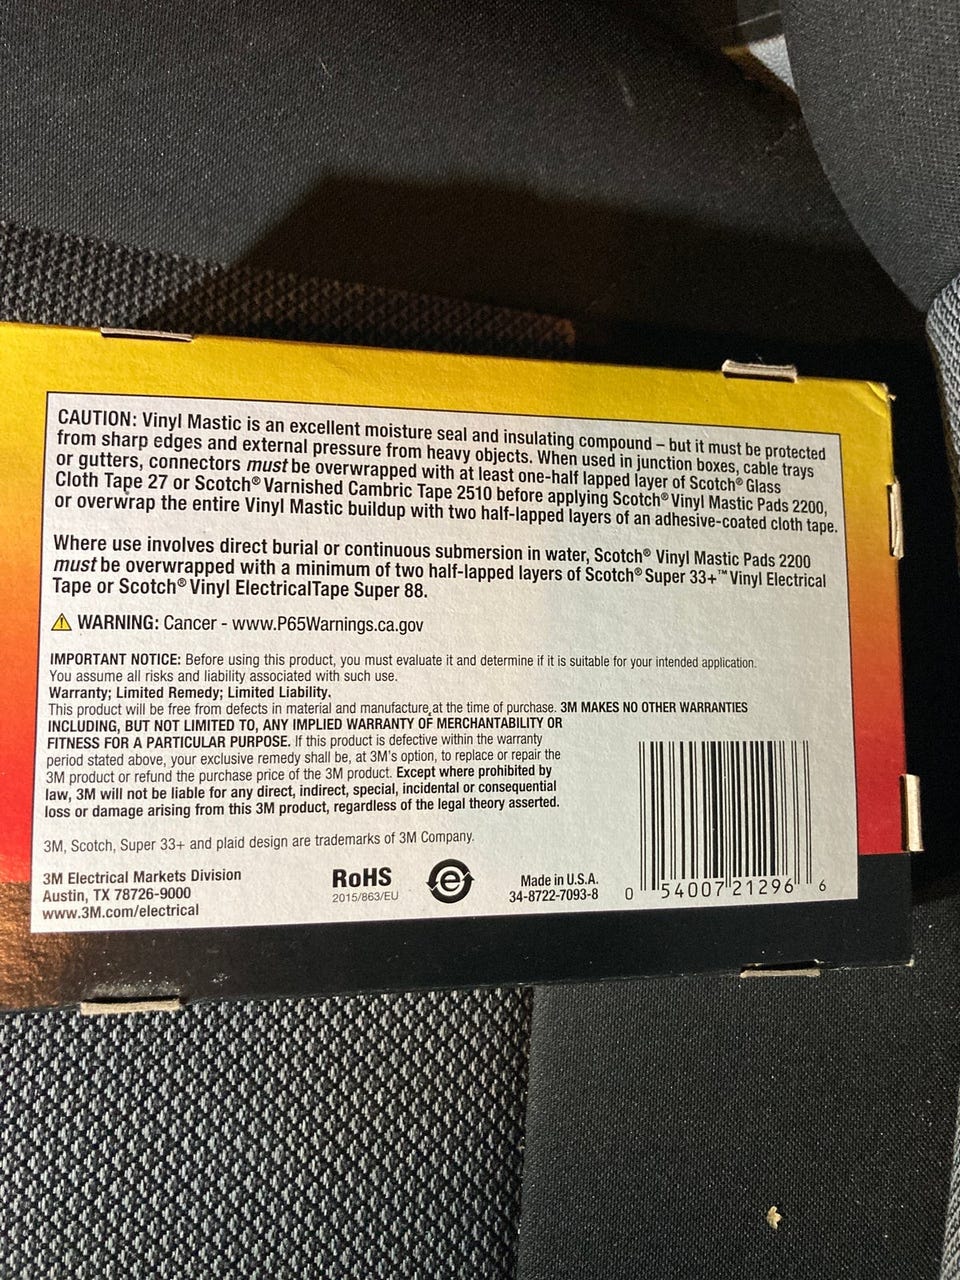 CAUTION: Vinyl Mastic is an excellent moisture seal and insulating compound – but it must be protected
from sharp edges and external pressure from heavy objects. When used in junction boxes, cable trays
or gutters, connectors must be overwrapped with at least one-half lapped layer of Scotch® Glass
Cloth Tape 27 or Scotch® Varnished Cambric Tape 2510 before applying Scotch® Vinyl Mastic Pads 2200,
or overwrap the entire Vinyl Mastic buildup with two half-lapped layers of an adhesive-coated cloth tape.
Where use involves direct burial or continuous submersion in water, Scotch® Vinyl Mastic Pads 2200
must be overwrapped with a minimum of two half-lapped layers of Scotch® Super 33+™ Vinyl Electrical
Tape or Scotch® Vinyl ElectricalTape Super 88.
⚠ WARNING: Cancer - www.P65Warnings.ca.gov
IMPORTANT NOTICE: Before using this product, you must evaluate it and determine if it is suitable for your intended application.
You assume all risks and liability associated with such use.
Warranty; Limited Remedy; Limited Liability.
This product will be free from defects in material and manufacture at the time of purchase. 3M MAKES NO OTHER WARRANTIES
INCLUDING, BUT NOT LIMITED TO, ANY IMPLIED WARRANTY OF MERCHANTABILITY OR
FITNESS FOR A PARTICULAR PURPOSE. If this product is defective within the warranty
period stated above, your exclusive remedy shall be, at 3M's option, to replace or repair the
3M product or refund the purchase price of the 3M product. Except where prohibited by
law, 3M will not be liable for any direct, indirect, special, incidental or consequential
loss or damage arising from this 3M product, regardless of the legal theory asserted.
3M, Scotch, Super 33+ and plaid design are trademarks of 3M Company.
3M Electrical Markets Division
Austin, TX 78726-9000
www.3M.com/electrical
RoHS
2015/863/EU
e
Made in U.S.A.
34-8722-7093-8
0 54007 21296 6